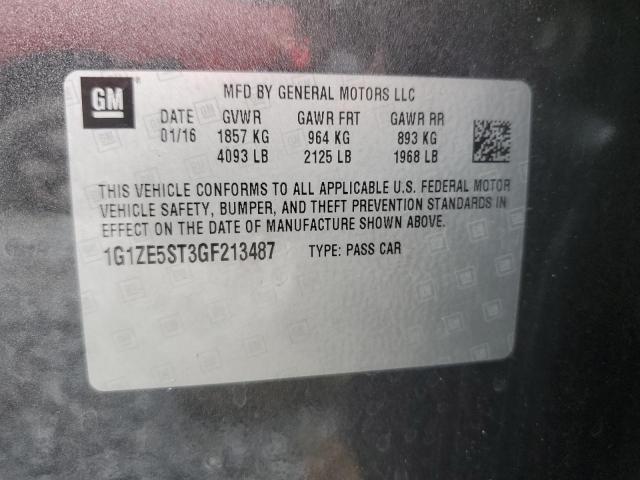 GM
MFD BY GENERAL MOTORS LLC
DATE GVWR GAWR FRT GAWR RR
01/16 1857 KG 964 KG 893 KG
4093 LB 2125 LB 1968 LB
THIS VEHICLE CONFORMS TO ALL APPLICABLE U.S. FEDERAL MOTOR
VEHICLE SAFETY, BUMPER, AND THEFT PREVENTION STANDARDS IN
EFFECT ON THE DATE OF MANUFACTURE SHOWN ABOVE.
1G1ZE5ST3GF213487 TYPE: PASS CAR